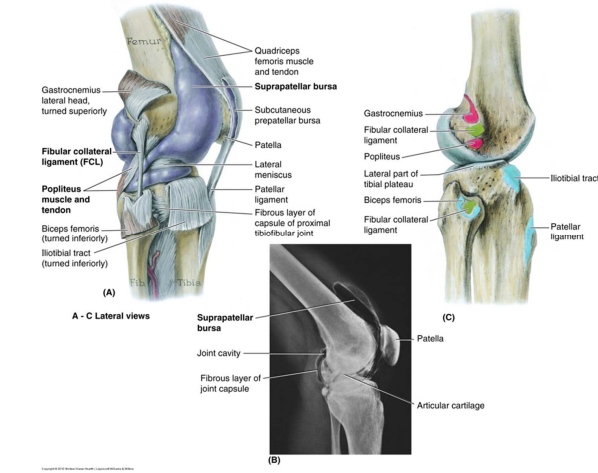 Femur
Quadriceps
femoris muscle
and tendon
Suprapatellar bursa
Subcutaneous
prepatellar bursa
Patella
Lateral
meniscus
Patellar
ligament
Fibrous layer of
capsule of proximal
tibiofibular joint
Gastrocnemius
lateral head,
turned superiorly
Fibular collateral
ligament (FCL)
Popliteus
muscle and
tendon
Biceps femoris
(turned inferiorly)
Iliotibial tract
(turned inferiorly)
Fib
Tibia
(A)
A - C Lateral views
Gastrocnemius
Fibular collateral
ligament
Popliteus
Lateral part of
tibial plateau
Biceps femoris
Fibular collateral
ligament
Iliotibial tract
Patellar
ligament
(C)
Suprapatellar
bursa
Joint cavity
Fibrous layer of
joint capsule
Patella
Articular cartilage
(B)